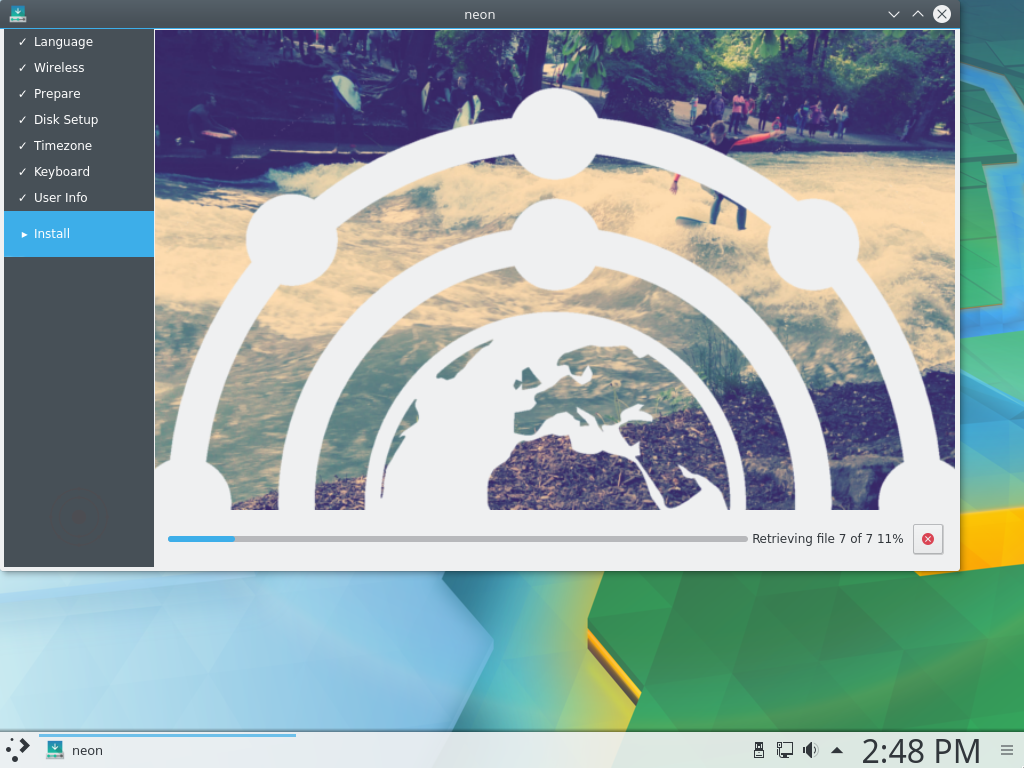 neon
✓ Language
✓ Wireless
✓ Prepare
✓ Disk Setup
✓ Timezone
✓ Keyboard
✓ User Info
▸ Install
Retrieving file 7 of 7 11%
neon
2:48 PM